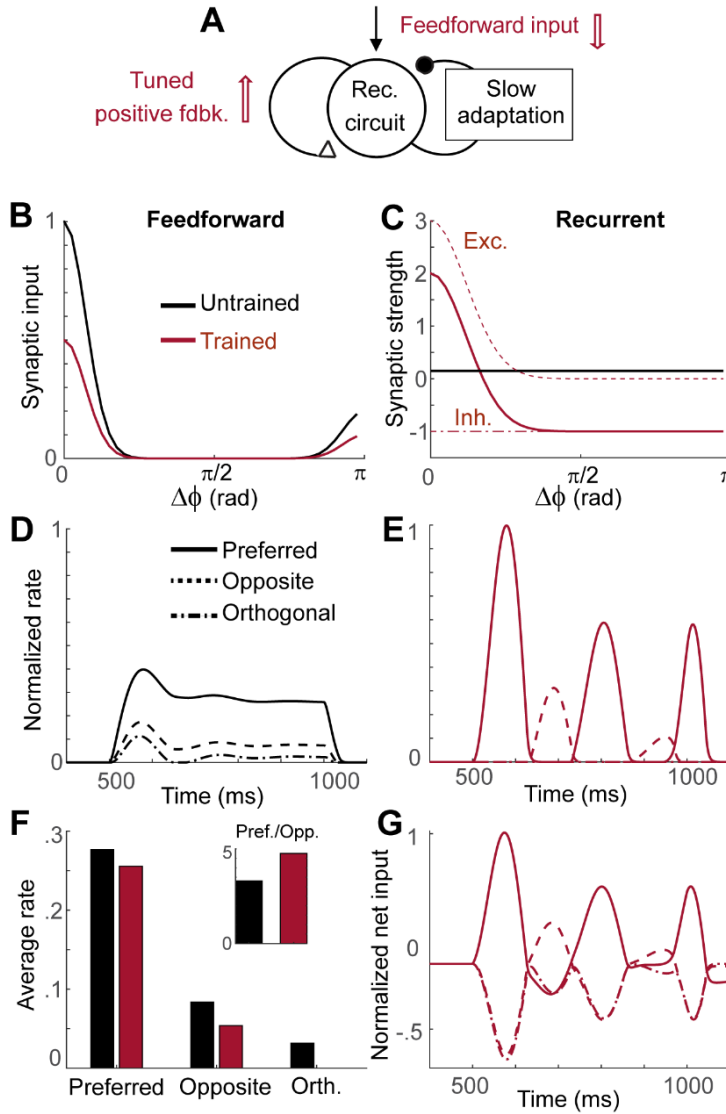 A
Feedforward input
Tuned
positive fdbk.
Rec.
circuit
Slow
adaptation
B
Feedforward
1
Synaptic input
Untrained
Trained
0
0
π/2
π
Δϕ (rad)
C
Recurrent
3
2
1
0
-1
Synaptic strength
Exc.
Inh.
0
π/2
π
Δϕ (rad)
D
1
Normalized rate
Preferred
Opposite
Orthogonal
0
500
1000
Time (ms)
E
1
0
500
1000
Time (ms)
F
.3
.2
.1
0
Average rate
Pref./Opp.
5
0
Preferred
Opposite
Orth.
G
1
0
-.5
Normalized net input
500
1000
Time (ms)